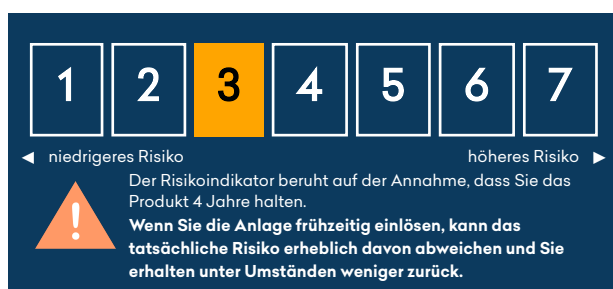 1 2 3 4 5 6 7
◄ niedrigeres Risiko höheres Risiko ►
Der Risikoindikator beruht auf der Annahme, dass Sie das
Produkt 4 Jahre halten.
Wenn Sie die Anlage frühzeitig einlösen, kann das
tatsächliche Risiko erheblich davon abweichen und Sie
erhalten unter Umständen weniger zurück.
!